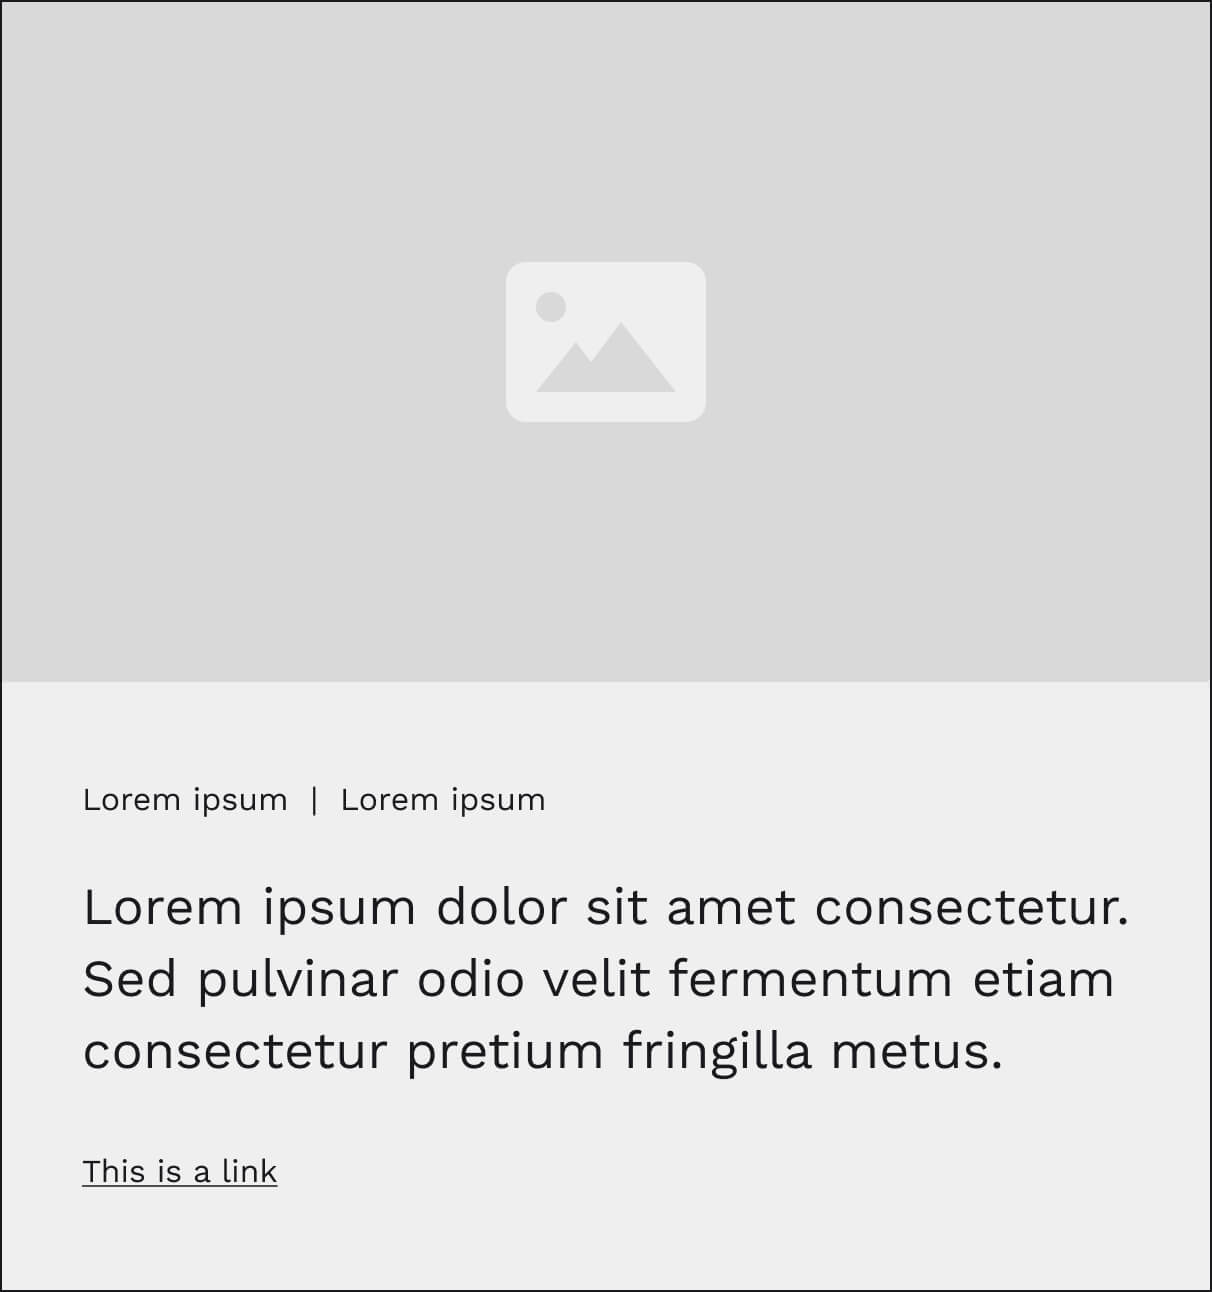 Lorem ipsum | Lorem ipsum
Lorem ipsum dolor sit amet consectetur.
Sed pulvinar odio velit fermentum etiam
consectetur pretium fringilla metus.
This is a link